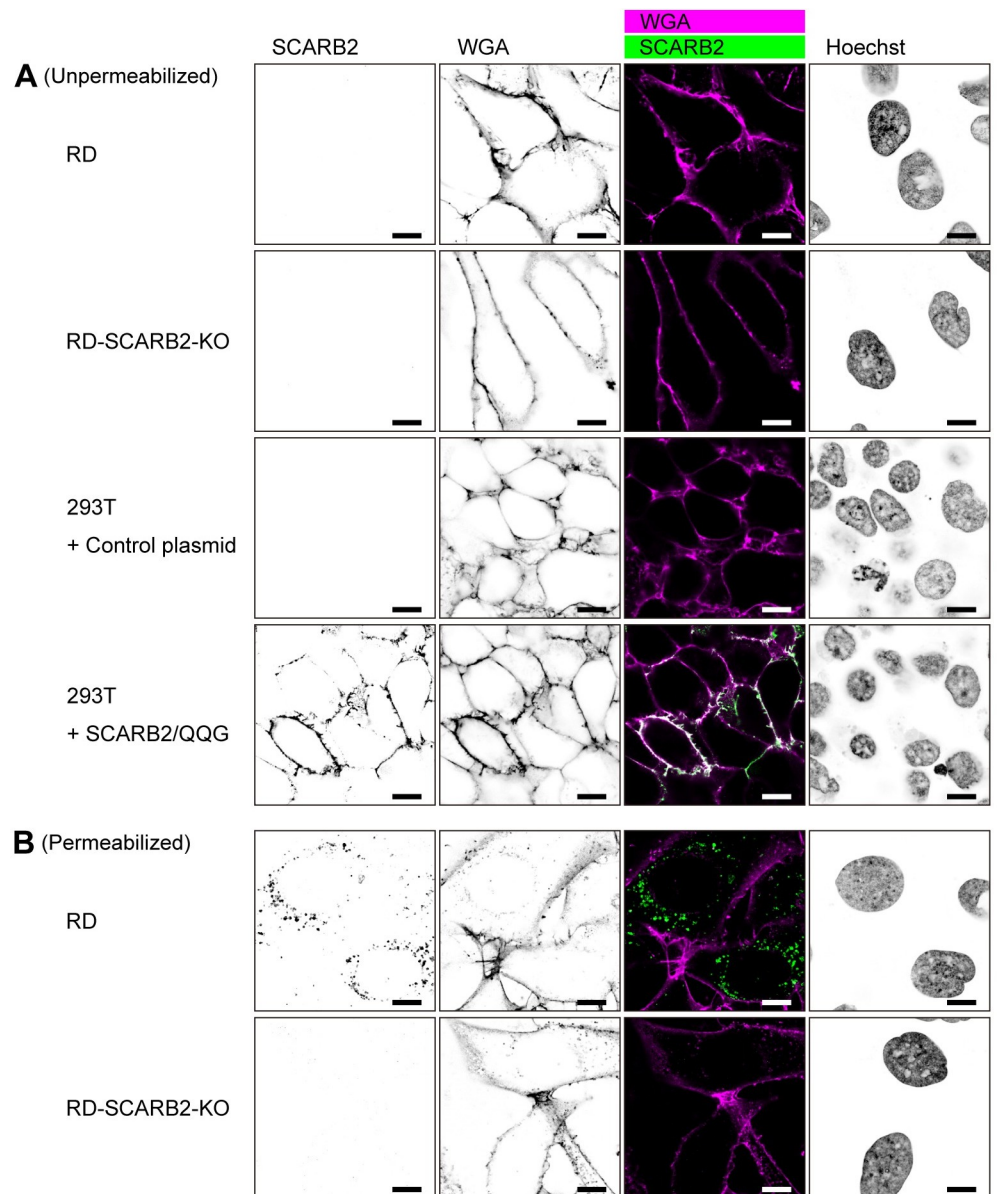 WGA
SCARB2 WGA SCARB2 Hoechst
A (Unpermeabilized)
RD
RD-SCARB2-KO
293T
+ Control plasmid
293T
+ SCARB2/QQG
B (Permeabilized)
RD
RD-SCARB2-KO